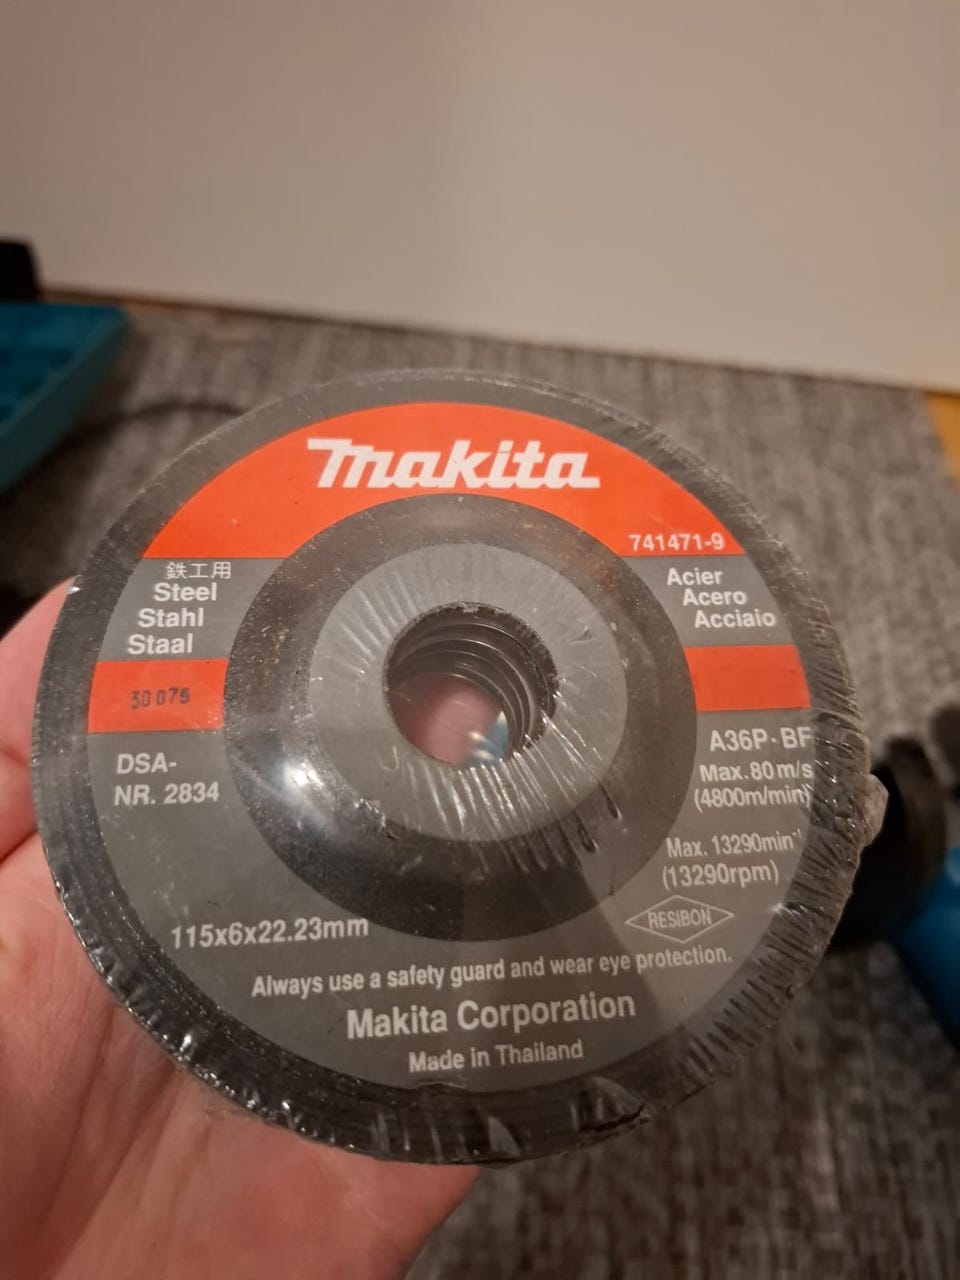 Makita
741471-9
鉄工用
Steel
Stahl
Staal
Acier
Acero
Acciaio
30075
DSA-
NR. 2834
A36P·BF
Max. 80 m/s
(4800m/min)
Max. 13290min⁻¹
(13290rpm)
RESIBON
115x6x22.23mm
Always use a safety guard and wear eye protection.
Makita Corporation
Made in Thailand